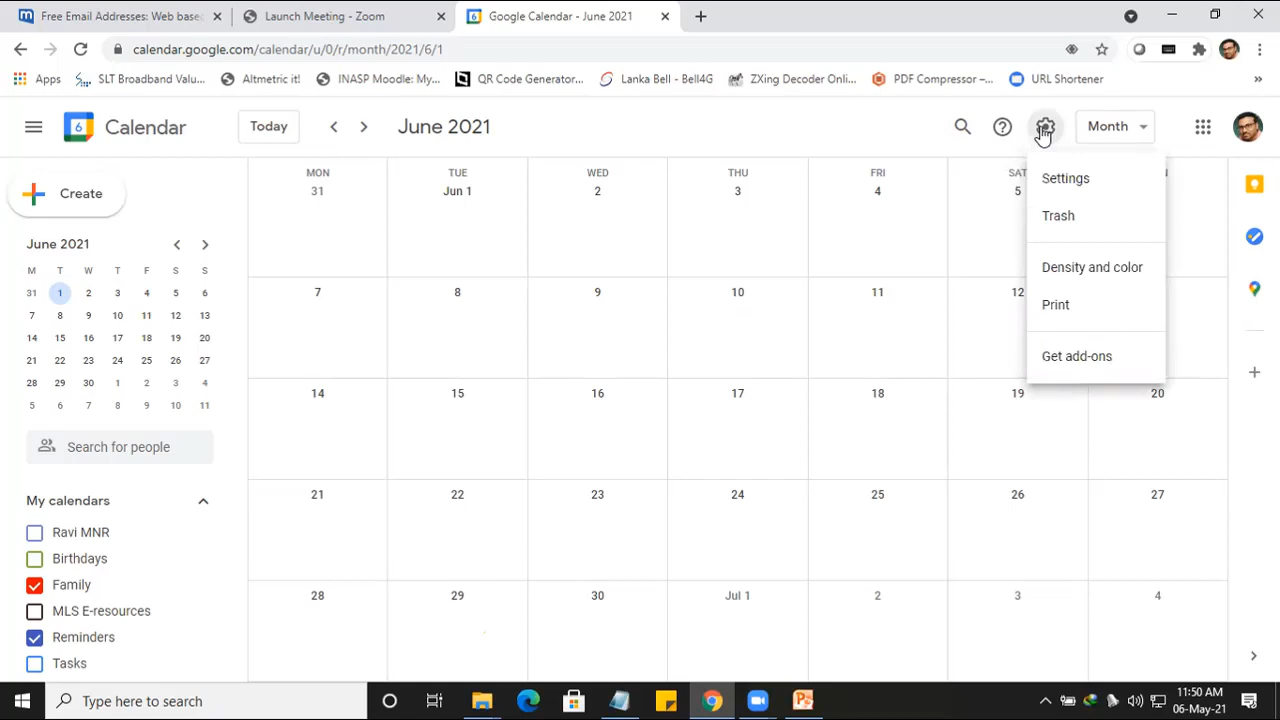 Free Email Addresses: Web base
Launch Meeting - Zoom
Google Calendar - June 2021
calendar.google.com/calendar/u/0/r/month/2021/6/1
Apps
SLT Broadband Valu...
Altmetric it!
INASP Moodle: My...
QR Code Generator...
Lanka Bell - Bell4G
ZXing Decoder Onli...
PDF Compressor –...
URL Shortener
6
Calendar
Today
June 2021
Month
Create
June 2021
M T W T F S S
31 1 2 3 4 5 6
7 8 9 10 11 12 13
14 15 16 17 18 19 20
21 22 23 24 25 26 27
28 29 30 1 2 3 4
5 6 7 8 9 10 11
Search for people
My calendars
Ravi MNR
Birthdays
Family
MLS E-resources
Reminders
Tasks
MON TUE WED THU FRI SAT
31 Jun 1 2 3 4 5
7 8 9 10 11 12
14 15 16 17 18 19 20
21 22 23 24 25 26 27
28 29 30 Jul 1 2 3 4
Settings
Trash
Density and color
Print
Get add-ons
Type here to search
11:50 AM
06-May-21